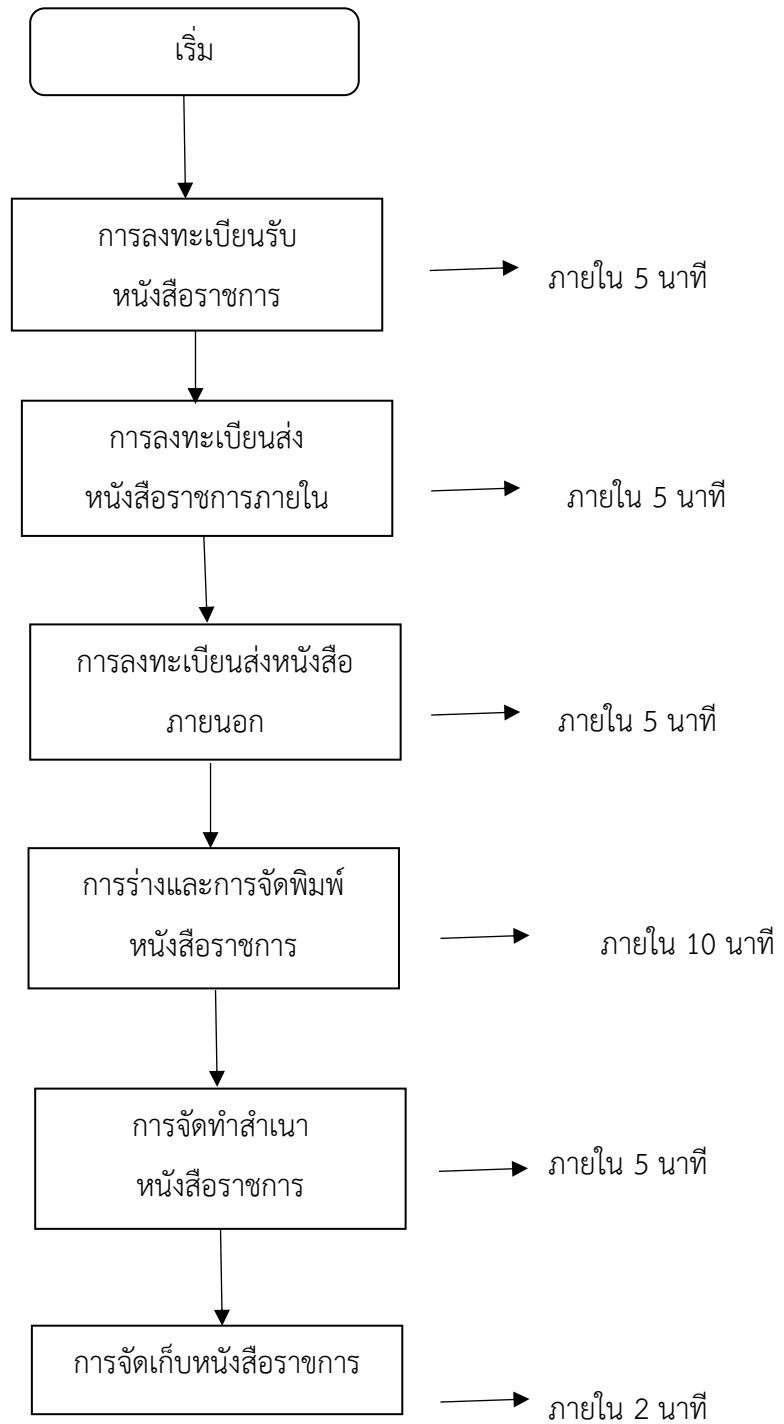 เริ่ม
การลงทะเบียนรับ
หนังสือราชการ
ภายใน 5 นาที
การลงทะเบียนส่ง
หนังสือราชการภายใน
ภายใน 5 นาที
การลงทะเบียนส่งหนังสือ
ภายนอก
ภายใน 5 นาที
การร่างและการจัดพิมพ์
หนังสือราชการ
ภายใน 10 นาที
การจัดทำสำเนา
หนังสือราชการ
ภายใน 5 นาที
การจัดเก็บหนังสือราขการ
ภายใน 2 นาที